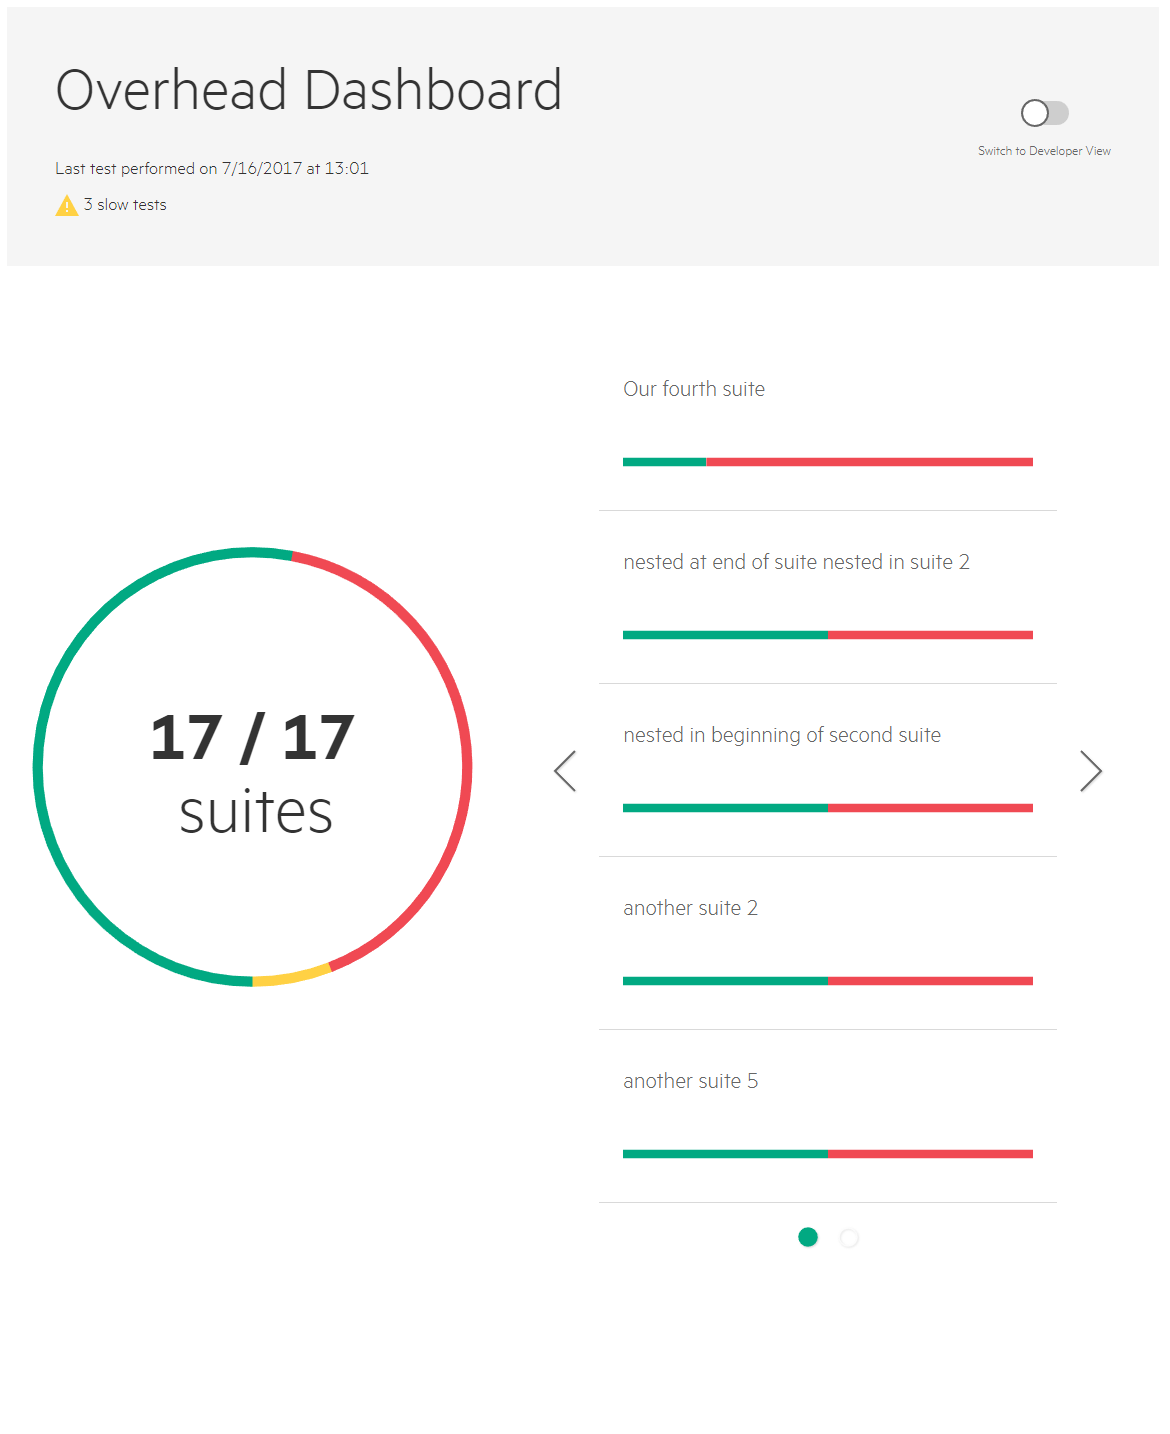 Overhead Dashboard
Last test performed on 7/16/2017 at 13:01
3 slow tests
Switch to Developer View
17 / 17
suites
Our fourth suite
nested at end of suite nested in suite 2
nested in beginning of second suite
another suite 2
another suite 5